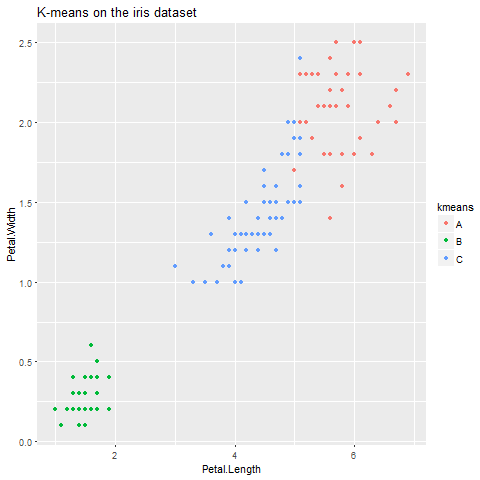 K-means on the iris dataset
2.5
2.0
1.5
1.0
0.5
0.0
Petal.Width
2
4
6
Petal.Length
kmeans
A
B
C